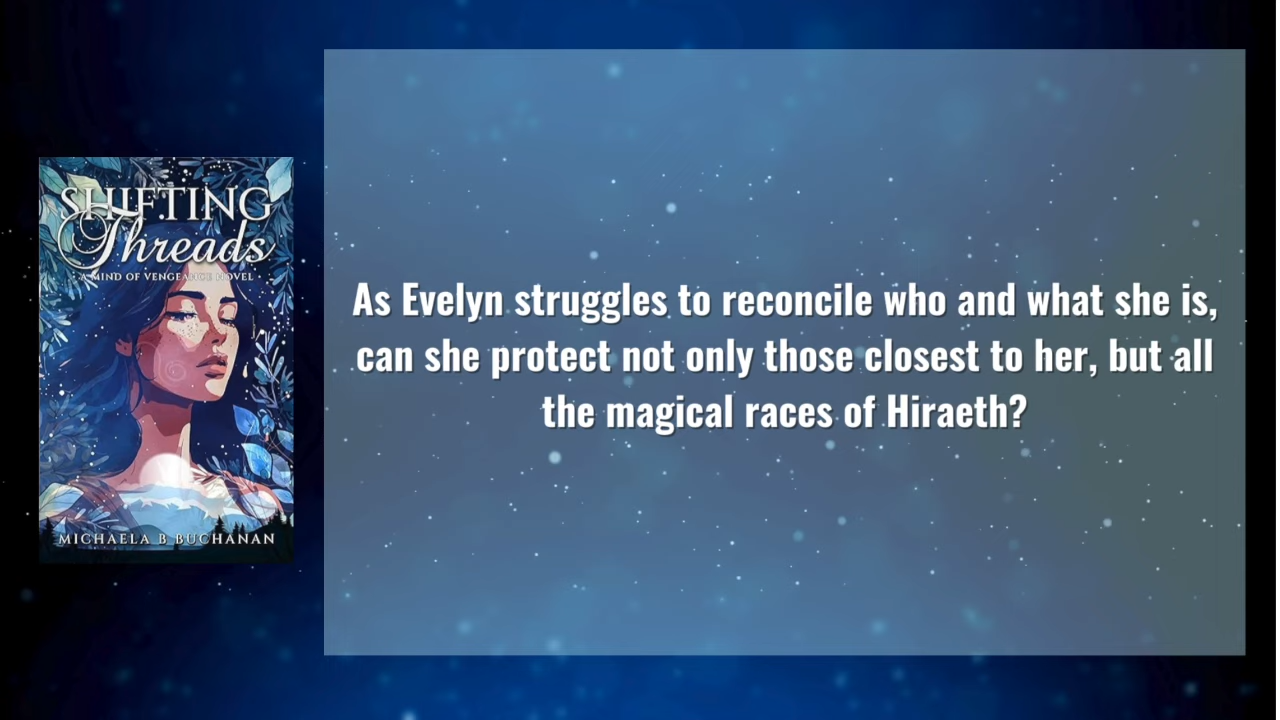 SHIFTING
Threads
• A MIND OF VENGEANCE NOVEL •
MICHAELA B BUCHANAN
As Evelyn struggles to reconcile who and what she is,
can she protect not only those closest to her, but all
the magical races of Hiraeth?